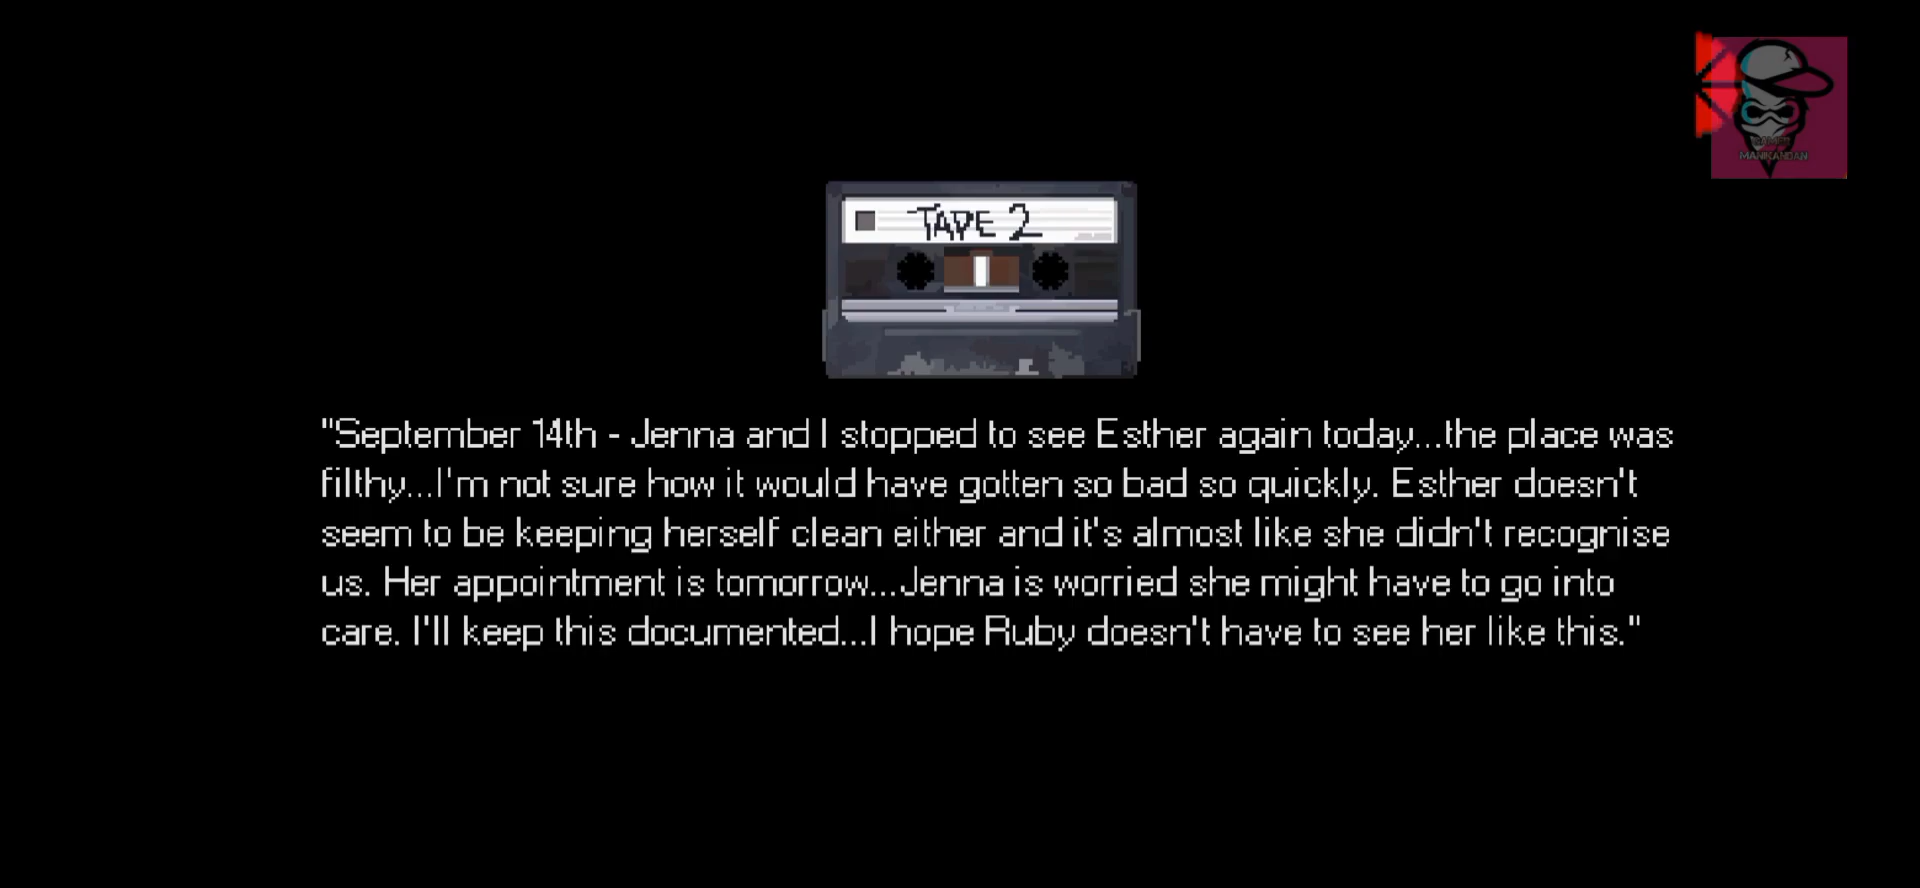 MANIKANDAN
TAPE 2
"September 14th - Jenna and I stopped to see Esther again today...the place was
filthy...I'm not sure how it would have gotten so bad so quickly. Esther doesn't
seem to be keeping herself clean either and it's almost like she didn't recognise
us. Her appointment is tomorrow...Jenna is worried she might have to go into
care. I'll keep this documented...I hope Ruby doesn't have to see her like this."